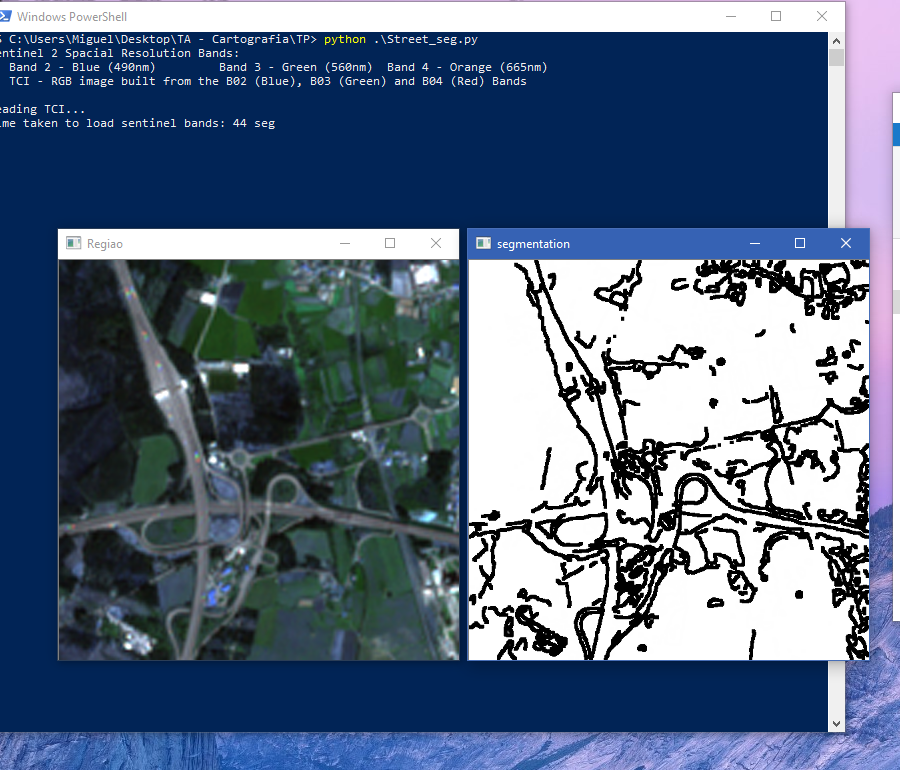 Windows PowerShell
S C:\Users\Miguel\Desktop\TA - Cartografia\TP> python .\Street_seg.py
entinel 2 Spacial Resolution Bands:
Band 2 - Blue (490nm) Band 3 - Green (560nm) Band 4 - Orange (665nm)
TCI - RGB image built from the B02 (Blue), B03 (Green) and B04 (Red) Bands
eading TCI...
ime taken to load sentinel bands: 44 seg
Regiao
segmentation